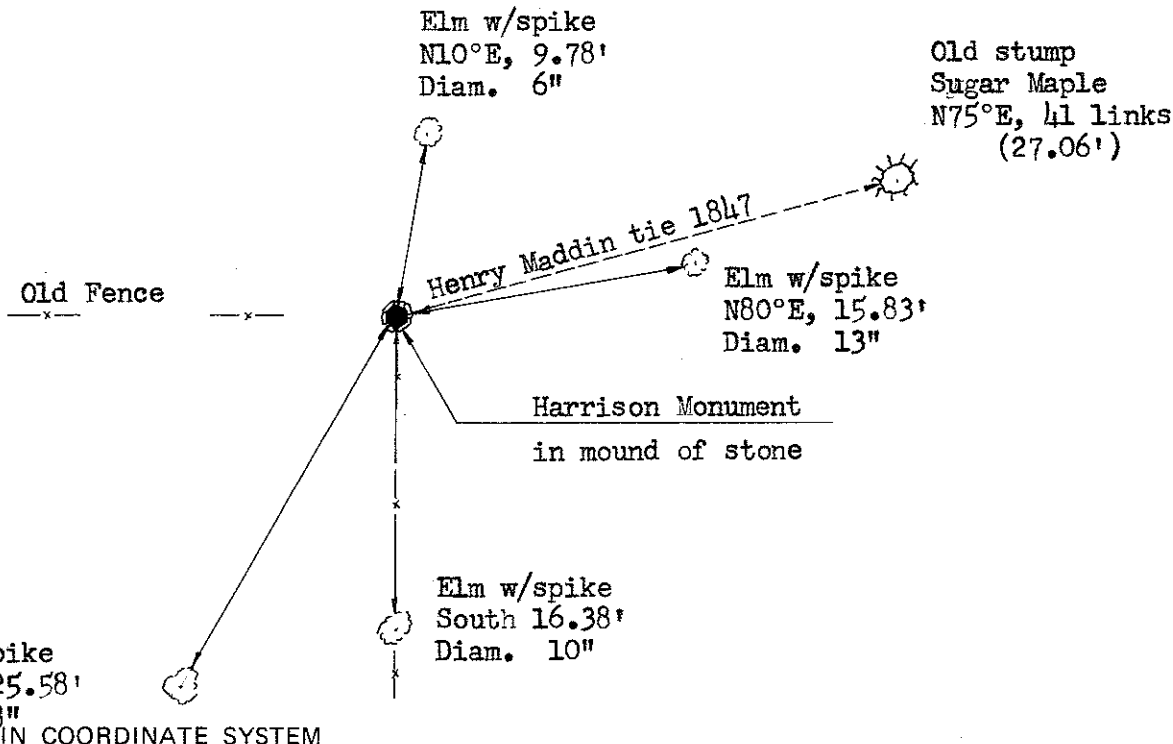 Elm w/spike
N10°E, 9.78'
Diam. 6"
Old stump
Sugar Maple
N75°E, 41 links
(27.06')
Henry Maddin tie 1847
Old Fence
Elm w/spike
N80°E, 15.83'
Diam. 13"
Harrison Monument
in mound of stone
Elm w/spike
South 16.38'
Diam. 10"
25.58'
IN COORDINATE SYSTEM